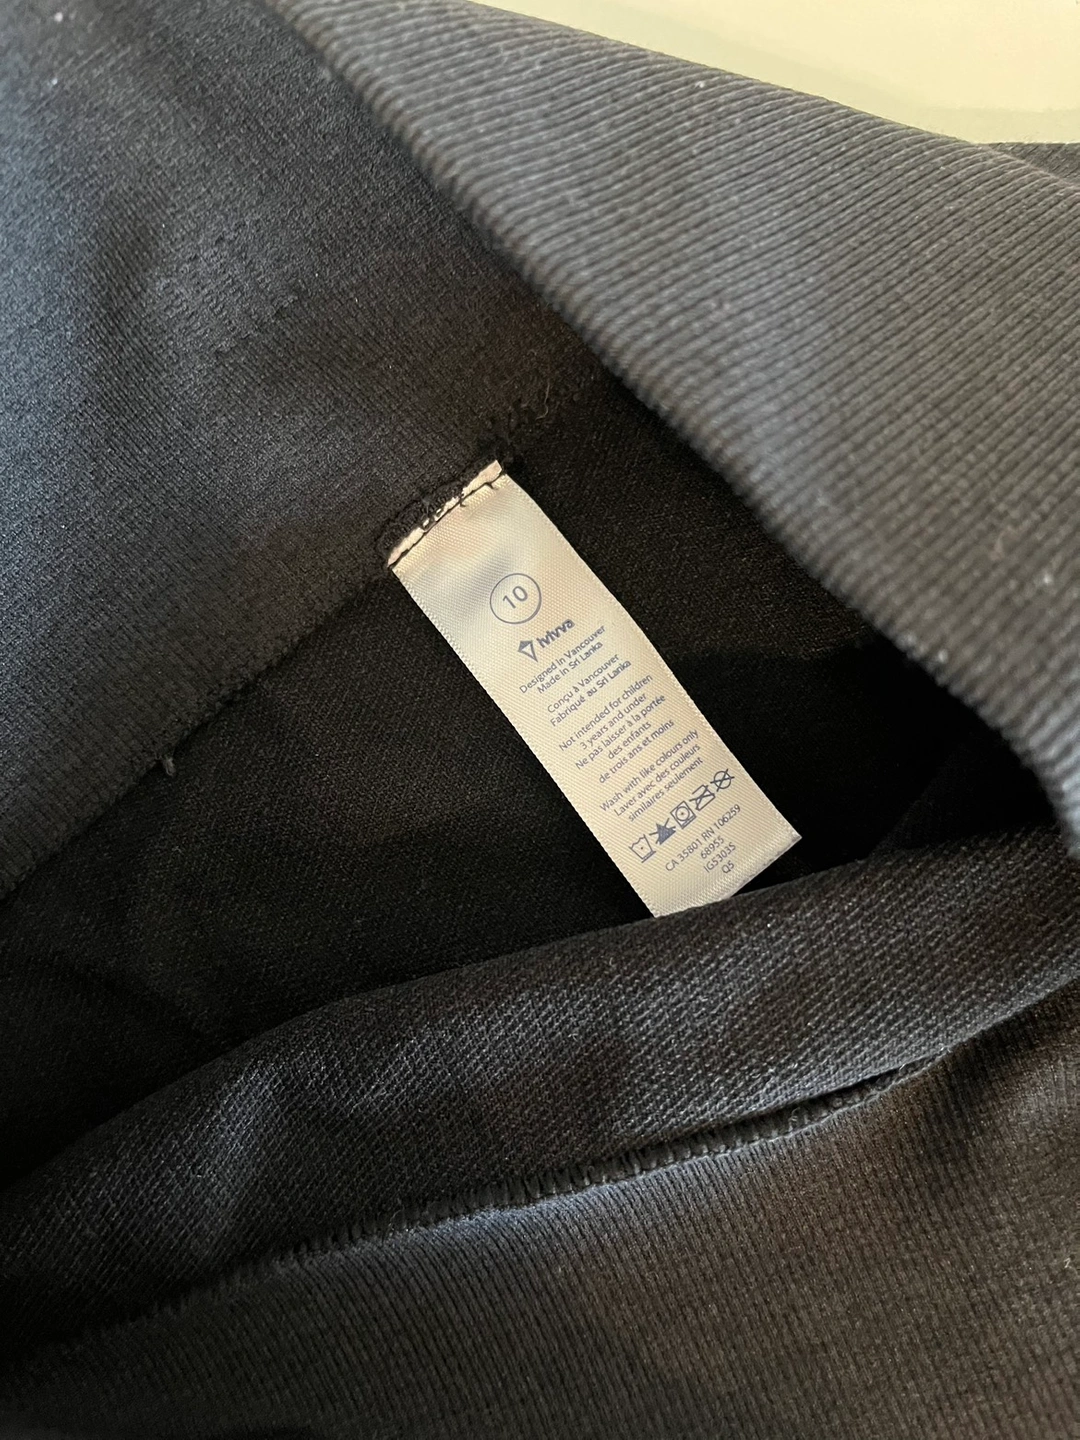 10
ivivva
Designed in Vancouver
Made in Sri Lanka
Conçu à Vancouver
Fabriqué au Sri Lanka
Not intended for children
3 years and under
Ne pas laisser à la portée
des enfants
de trois ans et moins
Wash with like colours only
Laver avec des couleurs
similaires seulement
CA 35801 RN 106259
68955
IGS303S
Q5